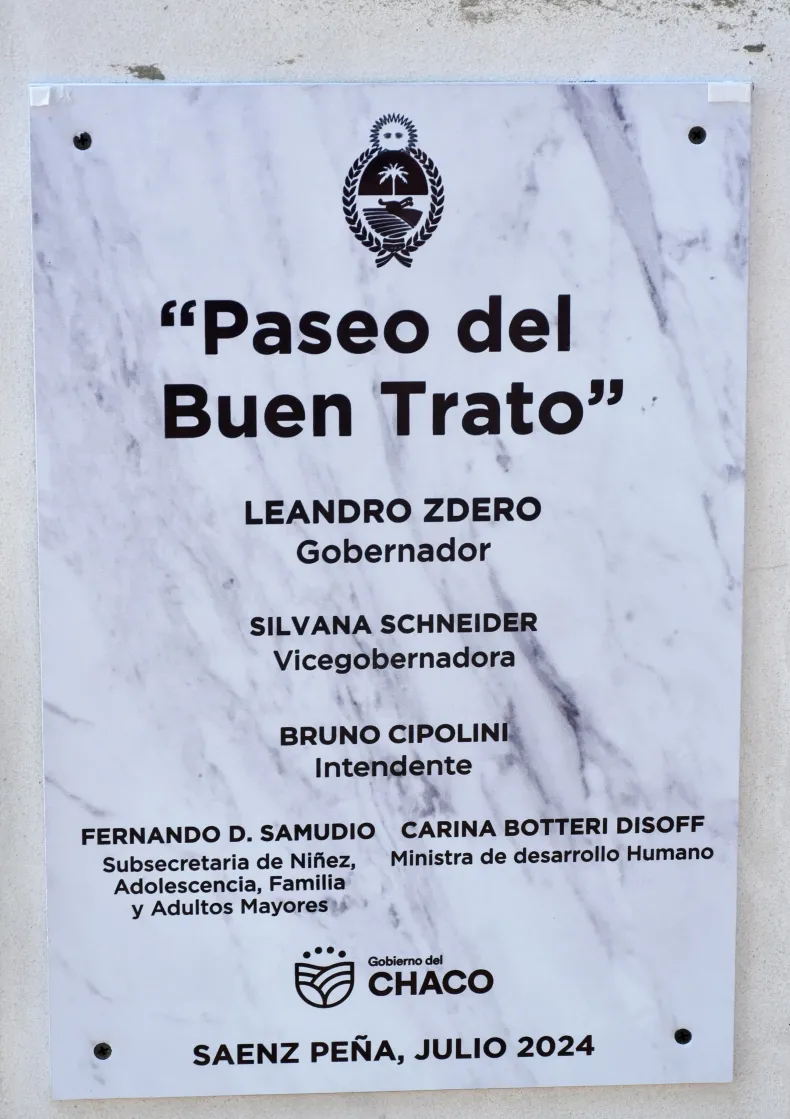 “Paseo del
Buen Trato”
LEANDRO ZDERO
Gobernador
SILVANA SCHNEIDER
Vicegobernadora
BRUNO CIPOLINI
Intendente
FERNANDO D. SAMUDIO
Subsecretaria de Niñez,
Adolescencia, Familia
y Adultos Mayores
CARINA BOTTERI DISOFF
Ministra de desarrollo Humano
Gobierno del
CHACO
SAENZ PEÑA, JULIO 2024